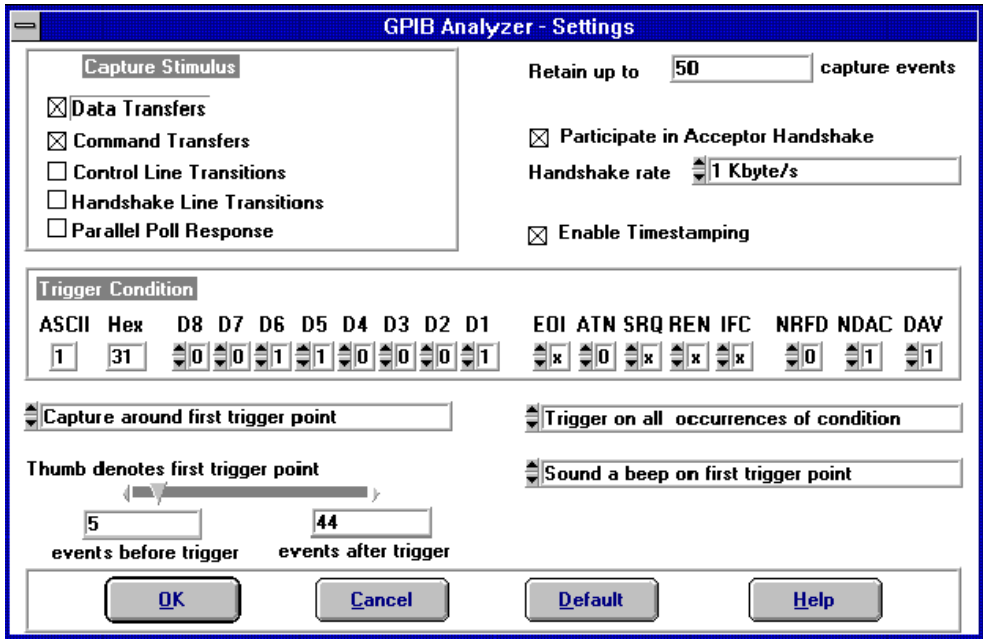 GPIB Analyzer - Settings
Capture Stimulus
Data Transfers
Command Transfers
Control Line Transitions
Handshake Line Transitions
Parallel Poll Response
Retain up to 50 capture events
Participate in Acceptor Handshake
Handshake rate 1 Kbyte/s
Enable Timestamping
Trigger Condition
ASCII Hex D8 D7 D6 D5 D4 D3 D2 D1 EOI ATN SRQ REN IFC NRFD NDAC DAV
1 31 0 0 1 1 0 0 0 1 x 0 x x x 0 1 1
Capture around first trigger point
Trigger on all occurrences of condition
Thumb denotes first trigger point
Sound a beep on first trigger point
5 44
events before trigger events after trigger
OK Cancel Default Help